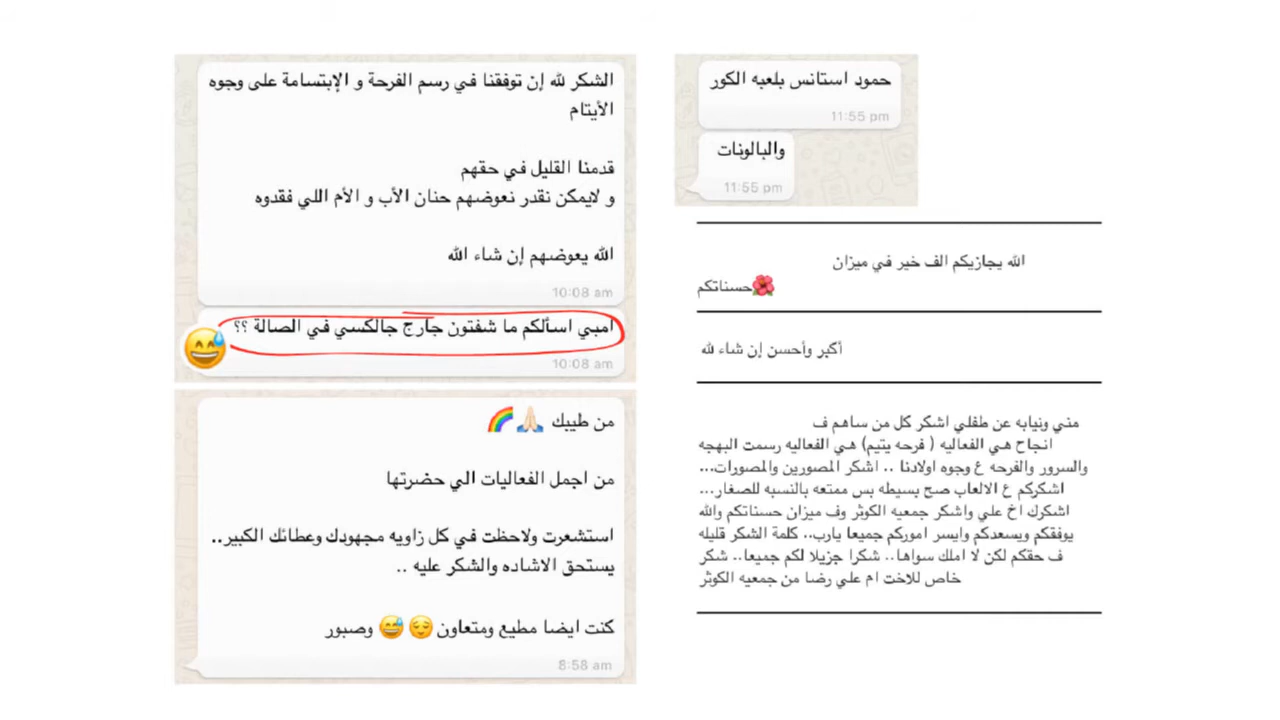 الشكر لله إن توفقنا في رسم الفرحة و الإبتسامة على وجوه
الأيتام
قدمنا القليل في حقهم
و لايمكن نقدر نعوضهم حنان الأب و الأم اللي فقدوه
الله يعوضهم إن شاء الله
10:08 am
امبي اسألكم ما شفتون جارج جالكسي في الصالة ؟؟
😅
10:08 am
من طيبك 🙏🏻🌈
من اجمل الفعاليات الي حضرتها
استشعرت ولاحظت في كل زاويه مجهودك وعطائك الكبير..
يستحق الاشاده والشكر عليه ..
كنت ايضا مطيع ومتعاون 😌😅 وصبور
8:58 am
حمود استانس بلعبه الكور
11:55 pm
والبالونات
11:55 pm
الله يجازيكم الف خير في ميزان
🌺حسناتكم
أكبر وأحسن إن شاء لله
مني ونيابه عن طفلي اشكر كل من ساهم ف
انجاح هي الفعاليه ( فرحه يتيم) هي الفعاليه رسمت البهجه
والسرور والفرحه ع وجوه اولادنا .. اشكر المصورين والمصورات...
اشكركم ع الالعاب صح بسيطه بس ممتعه بالنسبه للصغار...
اشكرك اخ علي واشكر جمعيه الكوثر وف ميزان حسناتكم والله
يوفقكم ويسعدكم وايسر اموركم جميعا يارب.. كلمة الشكر قليله
ف حقكم لكن لا املك سواها.. شكرا جزيلا لكم جميعا.. شكر
خاص للاخت ام علي رضا من جمعيه الكوثر